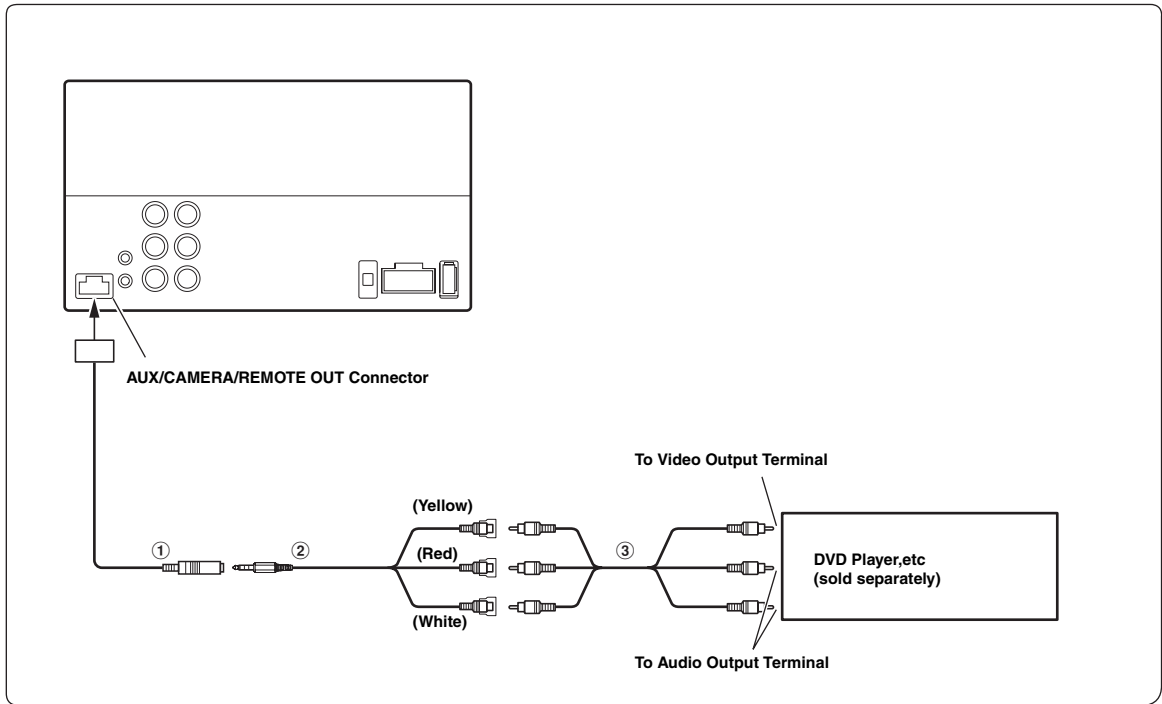 AUX/CAMERA/REMOTE OUT Connector
To Video Output Terminal
(Yellow)
① ② (Red) ③
DVD Player,etc
(sold separately)
(White)
To Audio Output Terminal